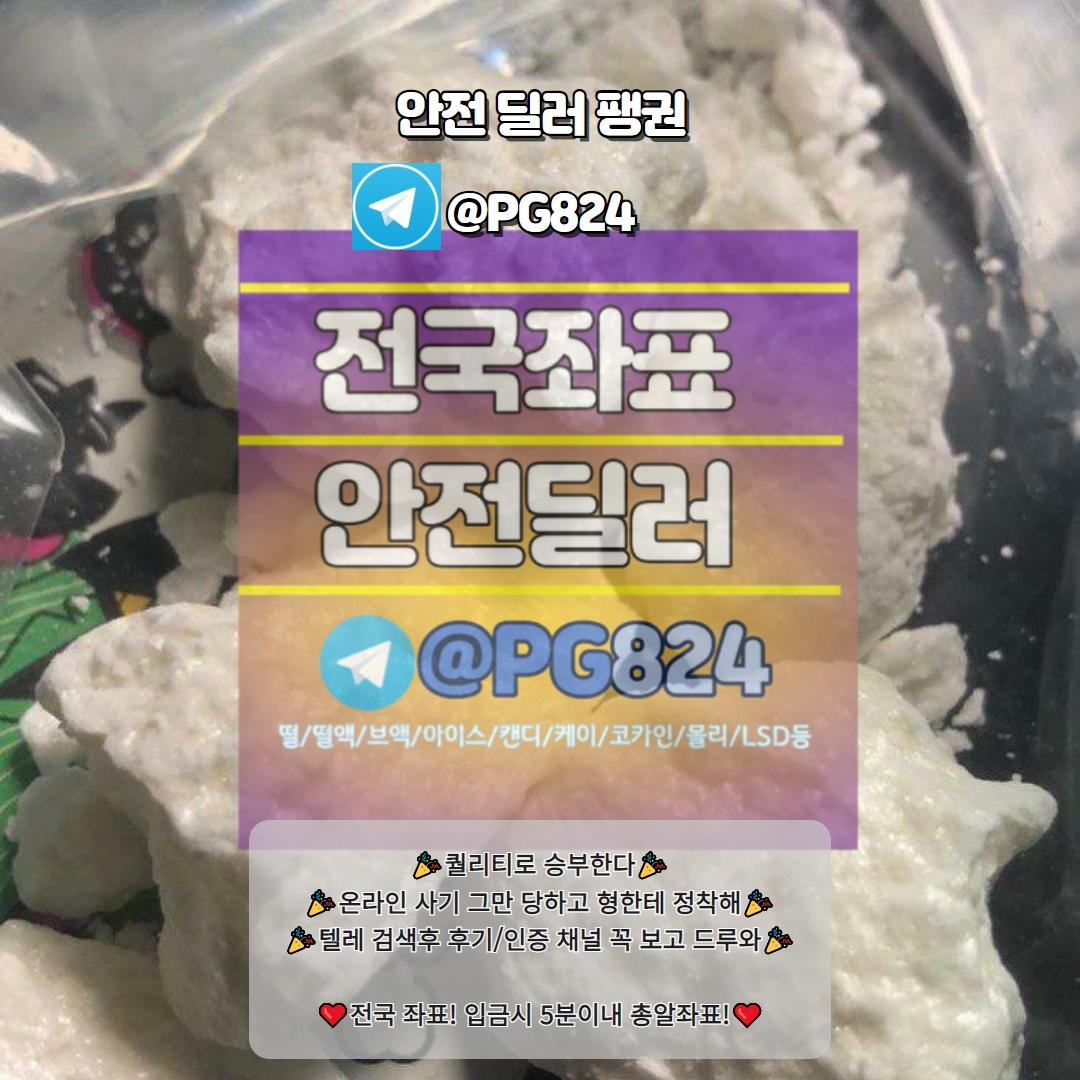 안전 딜러 팽권
@PG824
전국좌표
안전딜러
@PG824
떨/떨액/브액/아이스/캔디/케이/코카인/몰리/LSD등
퀄리티로 승부한다
온라인 사기 그만 당하고 형한테 정착해
텔레 검색후 후기/인증 채널 꼭 보고 드루와
전국 좌표! 입금시 5분이내 총알좌표!